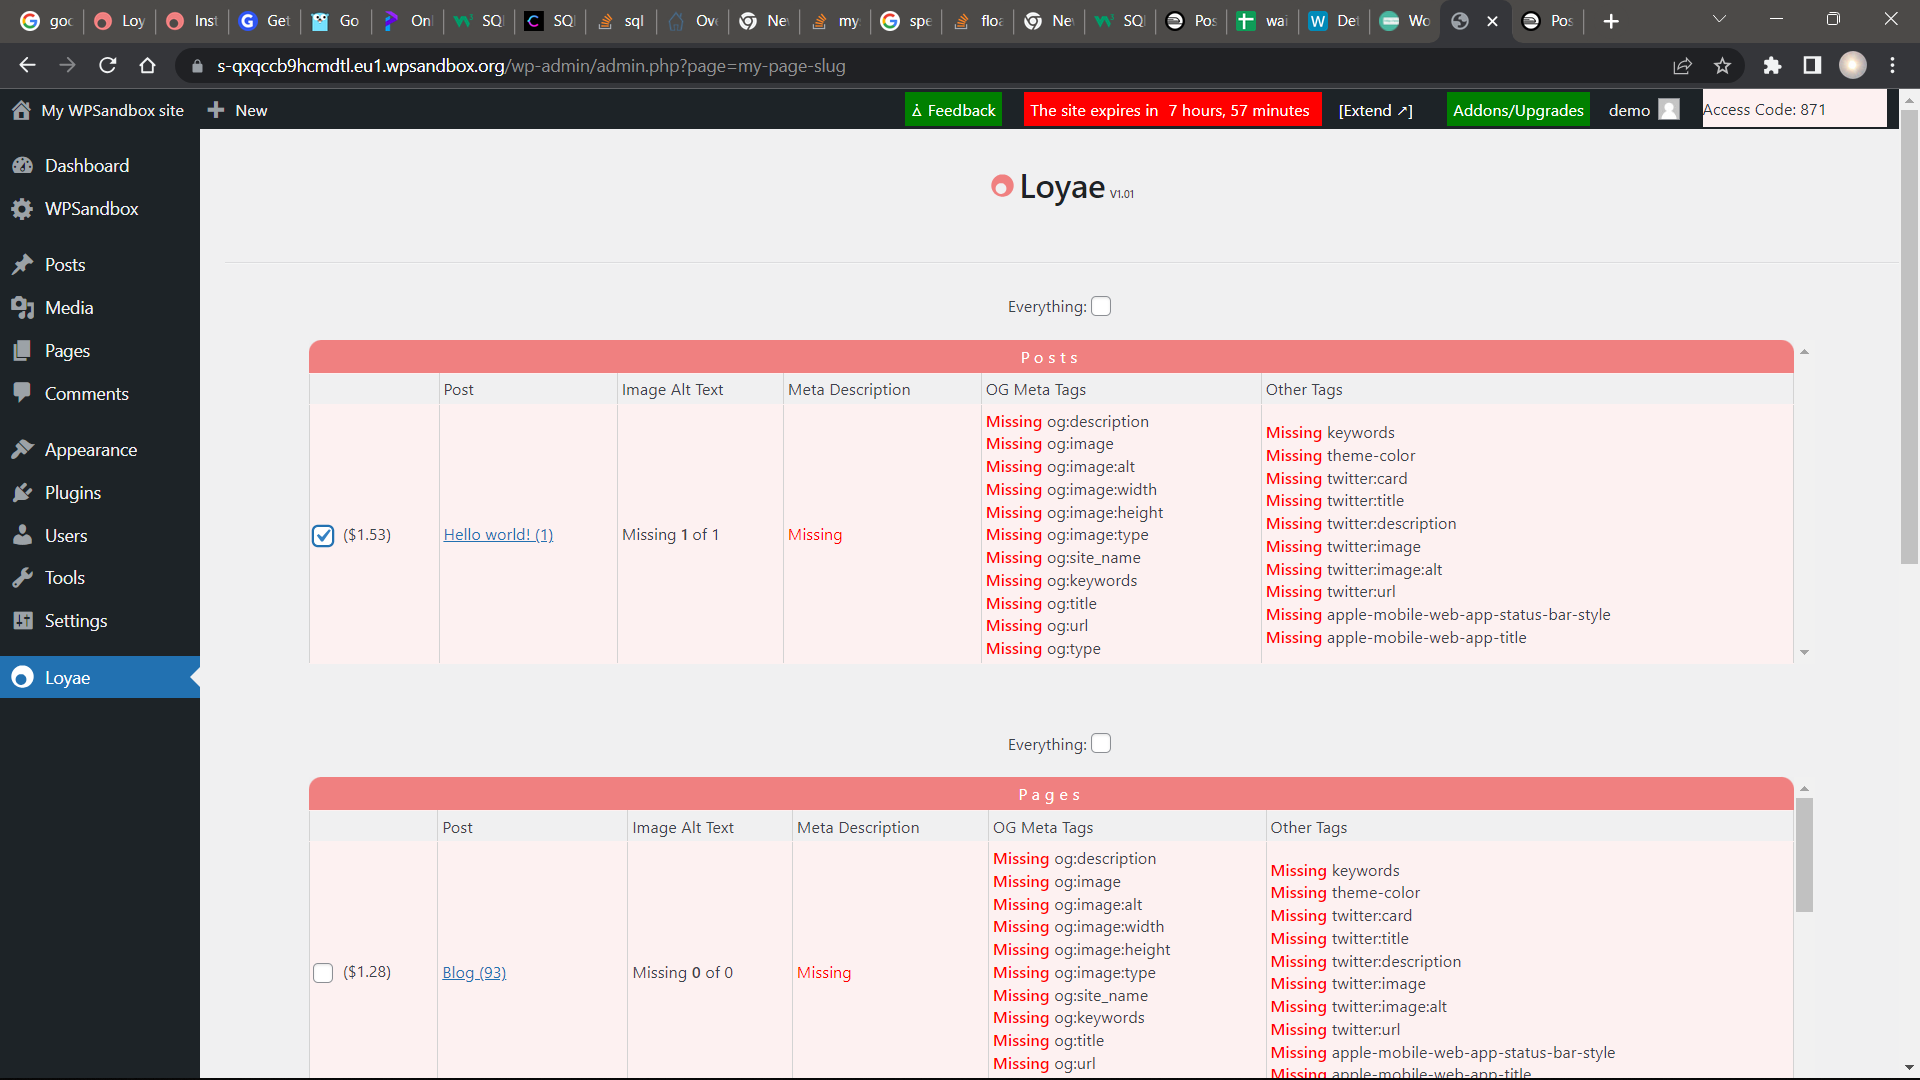 goc
Loy
Inst
Get
Go
Onl
SQ
SQ
sql
Ov
Ne
my
spe
floa
Ne
SQ
Pos
wai
Det
Wo
Pos
s-qxqccb9hcmdtl.eu1.wpsandbox.org/wp-admin/admin.php?page=my-page-slug
My WPSandbox site
New
Feedback
The site expires in 7 hours, 57 minutes
[Extend ↗]
Addons/Upgrades
demo
Access Code: 871
Dashboard
WPSandbox
Posts
Media
Pages
Comments
Appearance
Plugins
Users
Tools
Settings
Loyae
Loyae V1.01
Everything:
Posts
Post
Image Alt Text
Meta Description
OG Meta Tags
Other Tags
($1.53)
Hello world! (1)
Missing 1 of 1
Missing
Missing og:description
Missing og:image
Missing og:image:alt
Missing og:image:width
Missing og:image:height
Missing og:image:type
Missing og:site_name
Missing og:keywords
Missing og:title
Missing og:url
Missing og:type
Missing keywords
Missing theme-color
Missing twitter:card
Missing twitter:title
Missing twitter:description
Missing twitter:image
Missing twitter:image:alt
Missing twitter:url
Missing apple-mobile-web-app-status-bar-style
Missing apple-mobile-web-app-title
Everything:
Pages
Post
Image Alt Text
Meta Description
OG Meta Tags
Other Tags
($1.28)
Blog (93)
Missing 0 of 0
Missing
Missing og:description
Missing og:image
Missing og:image:alt
Missing og:image:width
Missing og:image:height
Missing og:image:type
Missing og:site_name
Missing og:keywords
Missing og:title
Missing og:url
Missing keywords
Missing theme-color
Missing twitter:card
Missing twitter:title
Missing twitter:description
Missing twitter:image
Missing twitter:image:alt
Missing twitter:url
Missing apple-mobile-web-app-status-bar-style
Missing apple-mobile-web-app-title